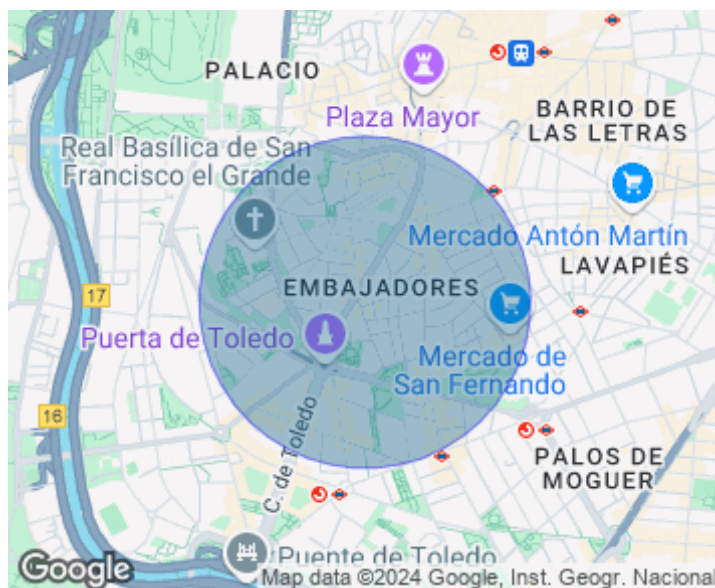 PALACIO
Plaza Mayor
BARRIO DE
LAS LETRAS
Real Basílica de San
Francisco el Grande
Mercado Antón Martín
LAVAPIÉS
EMBAJADORES
17
Puerta de Toledo
Mercado de
San Fernando
16
C. de Toledo
PALOS DE
MOGUER
Puente de Toledo
Google
Map data ©2024 Google, Inst. Geogr. Nacional